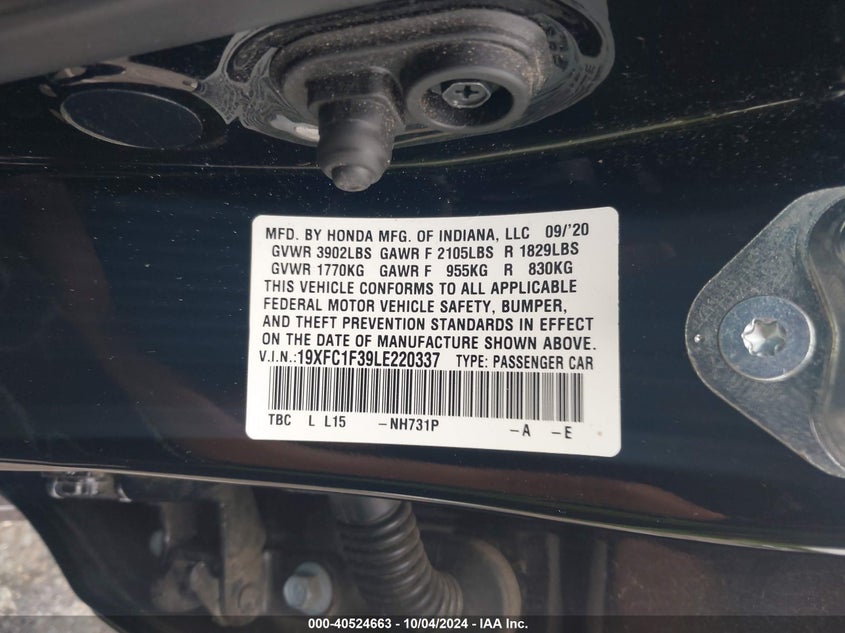 MFD. BY HONDA MFG. OF INDIANA, LLC 09/'20
GVWR 3902LBS GAWR F 2105LBS R 1829LBS
GVWR 1770KG GAWR F 955KG R 830KG
THIS VEHICLE CONFORMS TO ALL APPLICABLE
FEDERAL MOTOR VEHICLE SAFETY, BUMPER,
AND THEFT PREVENTION STANDARDS IN EFFECT
ON THE DATE OF MANUFACTURE SHOWN ABOVE.
V.I.N.:19XFC1F39LE220337 TYPE: PASSENGER CAR
TBC L L15 -NH731P -A -E
000-40524663 - 10/04/2024 - IAA Inc.